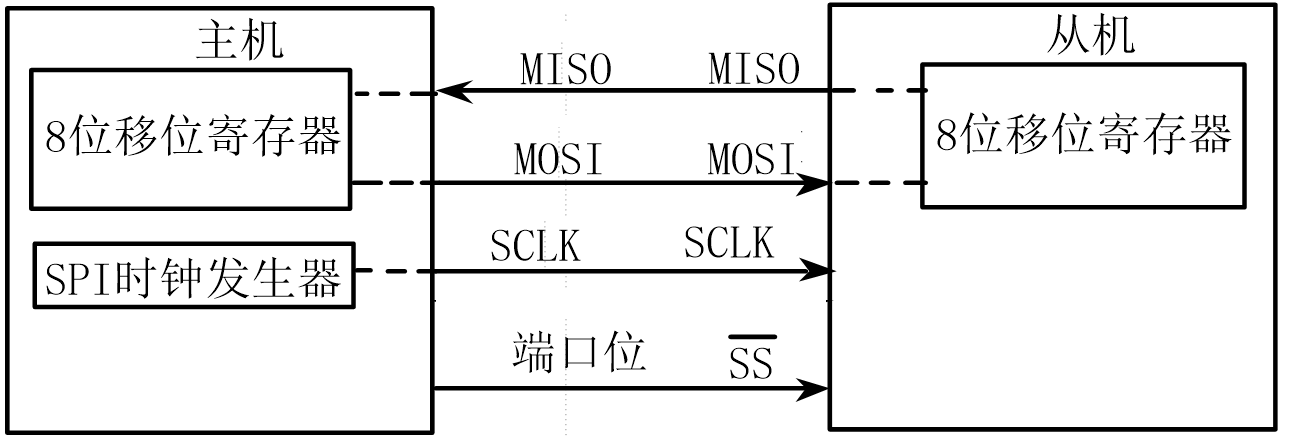 主机
从机
MISO
MISO
8位移位寄存器
8位移位寄存器
MOSI
MOSI
SCLK
SCLK
SPI时钟发生器
端口位
S̅S̅